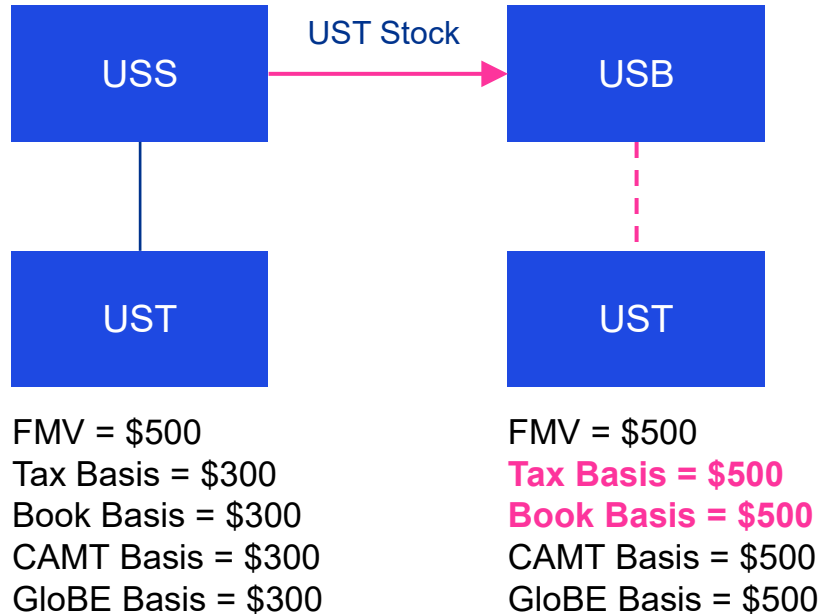 UST Stock
USS
USB
UST
UST
FMV = $500
Tax Basis = $300
Book Basis = $300
CAMT Basis = $300
GloBE Basis = $300
FMV = $500
Tax Basis = $500
Book Basis = $500
CAMT Basis = $500
GloBE Basis = $500